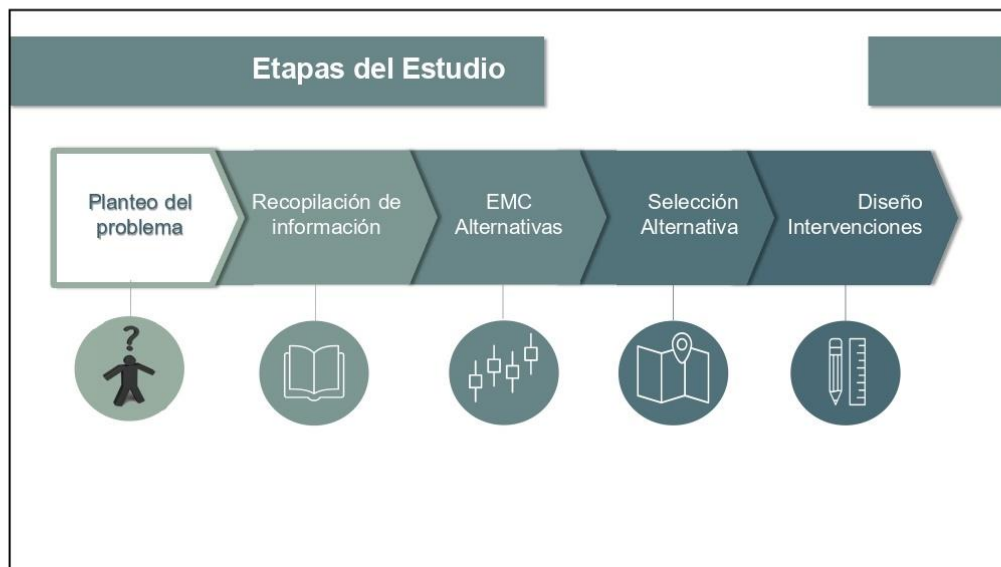 Etapas del Estudio
Planteo del
problema
Recopilación de
información
EMC
Alternativas
Selección
Alternativa
Diseño
Intervenciones
?